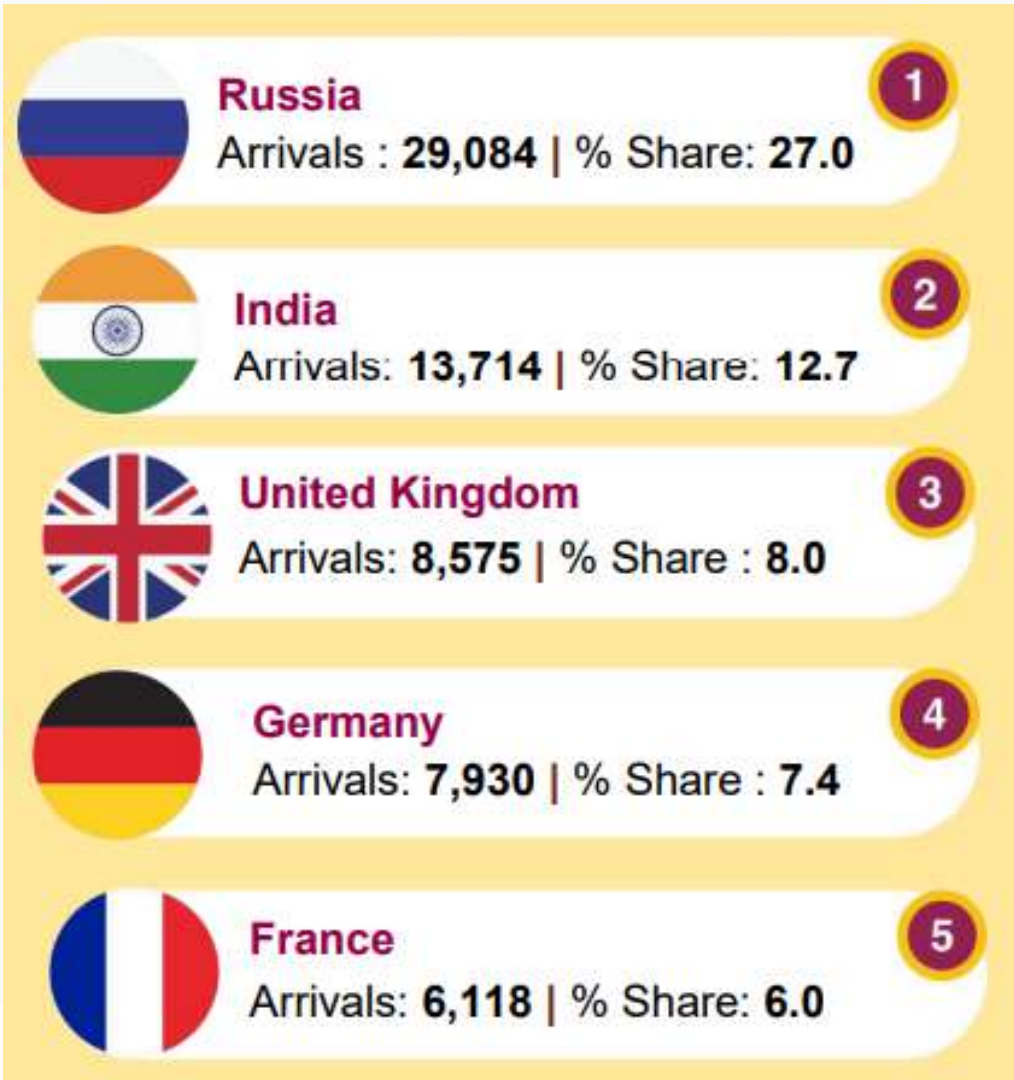 Russia
1
Arrivals : 29,084 | % Share: 27.0
India
2
Arrivals: 13,714 | % Share: 12.7
United Kingdom
3
Arrivals: 8,575 | % Share : 8.0
Germany
4
Arrivals: 7,930 | % Share : 7.4
France
5
Arrivals: 6,118 | % Share: 6.0